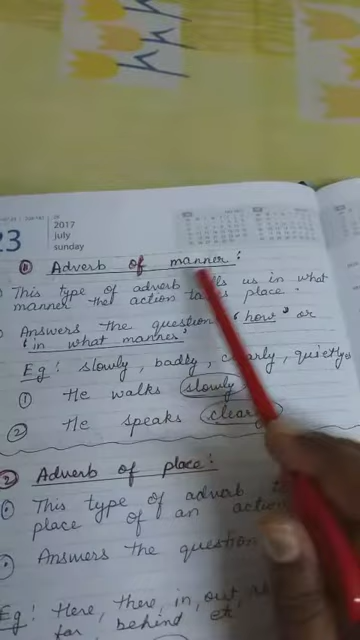 23
2017
july
sunday
① Adverb of manner:
This type of adverb tells us in what
manner the action takes place.
Answers the question 'how' or
'in what manner'
Eg: slowly, badly, clearly, quietly
① He walks slowly
② He speaks clearly
② Adverb of place:
This type of adverb
place of an action
Answers the question
Eg: Here, there, in, out,
far, behind etc